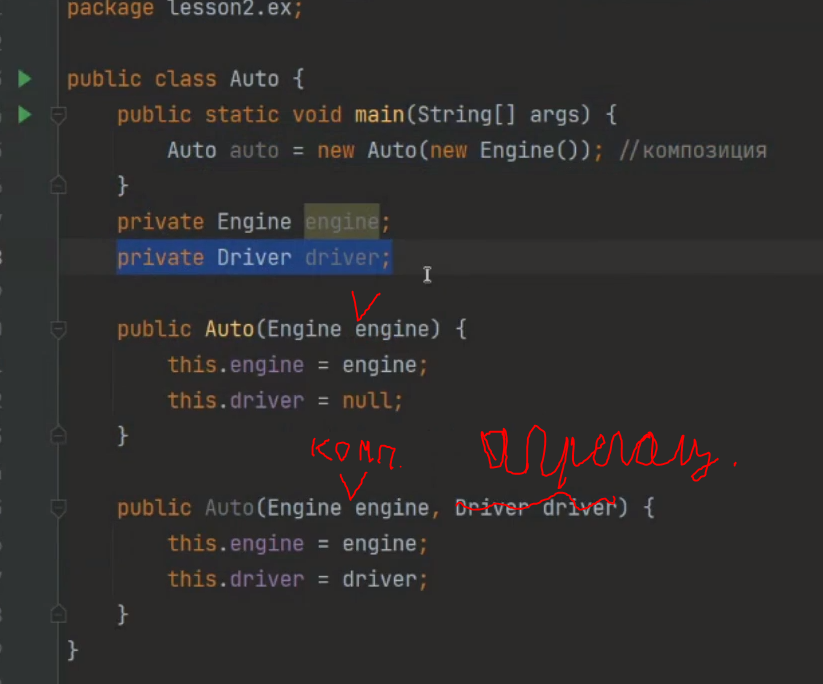 package lesson2.ex;
public class Auto {
public static void main(String[] args) {
Auto auto = new Auto(new Engine()); //композиция
}
private Engine engine;
private Driver driver;
public Auto(Engine engine) {
this.engine = engine;
this.driver = null;
}
комп. агрегац.
public Auto(Engine engine, Driver driver) {
this.engine = engine;
this.driver = driver;
}
}